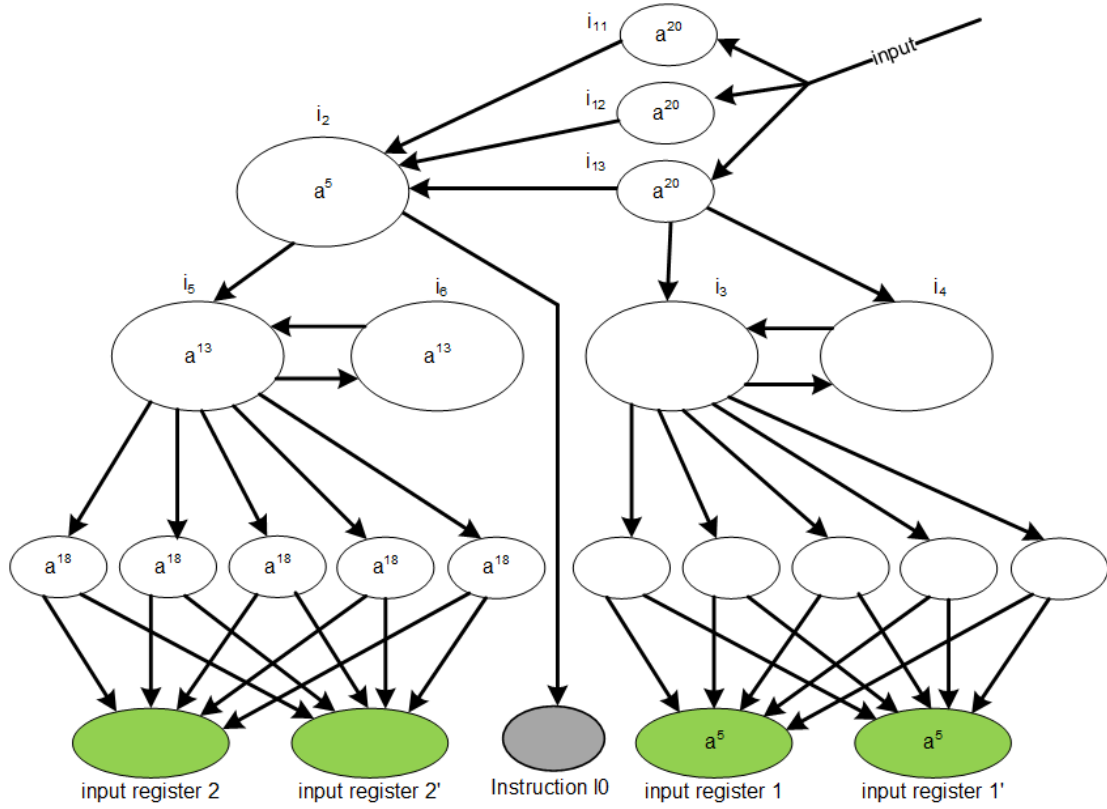 i₁₁
a²⁰
input
i₁₂
a²⁰
i₂
i₁₃
a⁵
a²⁰
i₅
i₆
i₃
i₄
a¹³
a¹³
a¹⁸ a¹⁸ a¹⁸ a¹⁸ a¹⁸
a⁵
a⁵
input register 2
input register 2'
Instruction I0
input register 1
input register 1'